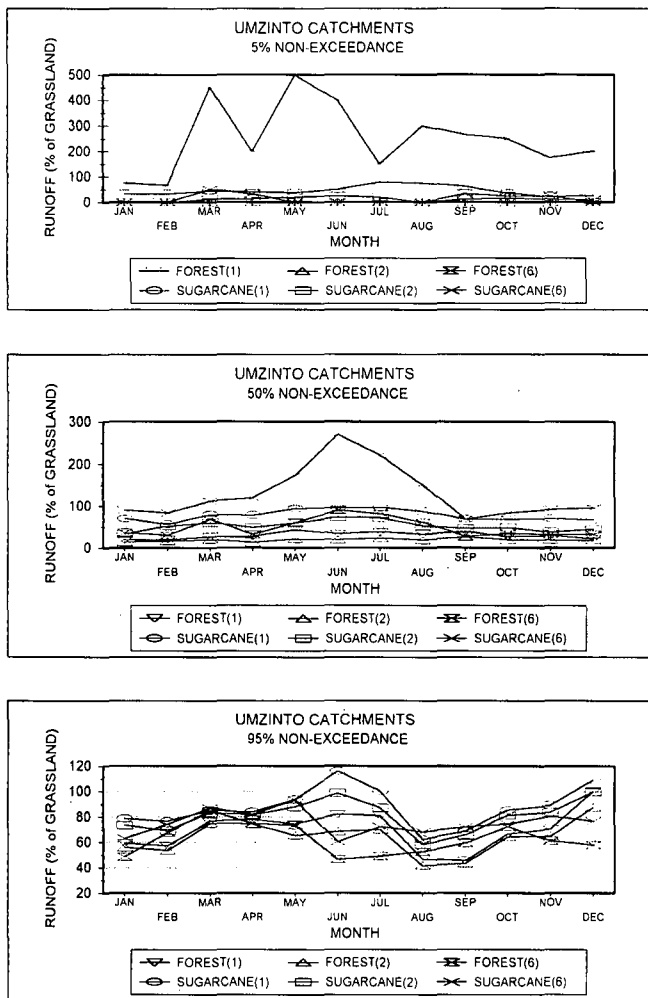 UMZINTO CATCHMENTS
5% NON-EXCEEDANCE
RUNOFF (% of GRASSLAND)
500
400
300
200
100
0
JAN FEB MAR APR MAY JUN JUL AUG SEP OCT NOV DEC
MONTH
FOREST(1) FOREST(2) FOREST(6)
SUGARCANE(1) SUGARCANE(2) SUGARCANE(6)
UMZINTO CATCHMENTS
50% NON-EXCEEDANCE
RUNOFF (% of GRASSLAND)
300
200
100
0
JAN FEB MAR APR MAY JUN JUL AUG SEP OCT NOV DEC
MONTH
FOREST(1) FOREST(2) FOREST(6)
SUGARCANE(1) SUGARCANE(2) SUGARCANE(6)
UMZINTO CATCHMENTS
95% NON-EXCEEDANCE
RUNOFF (% of GRASSLAND)
120
100
80
60
40
20
JAN FEB MAR APR MAY JUN JUL AUG SEP OCT NOV DEC
MONTH
FOREST(1) FOREST(2) FOREST(6)
SUGARCANE(1) SUGARCANE(2) SUGARCANE(6)